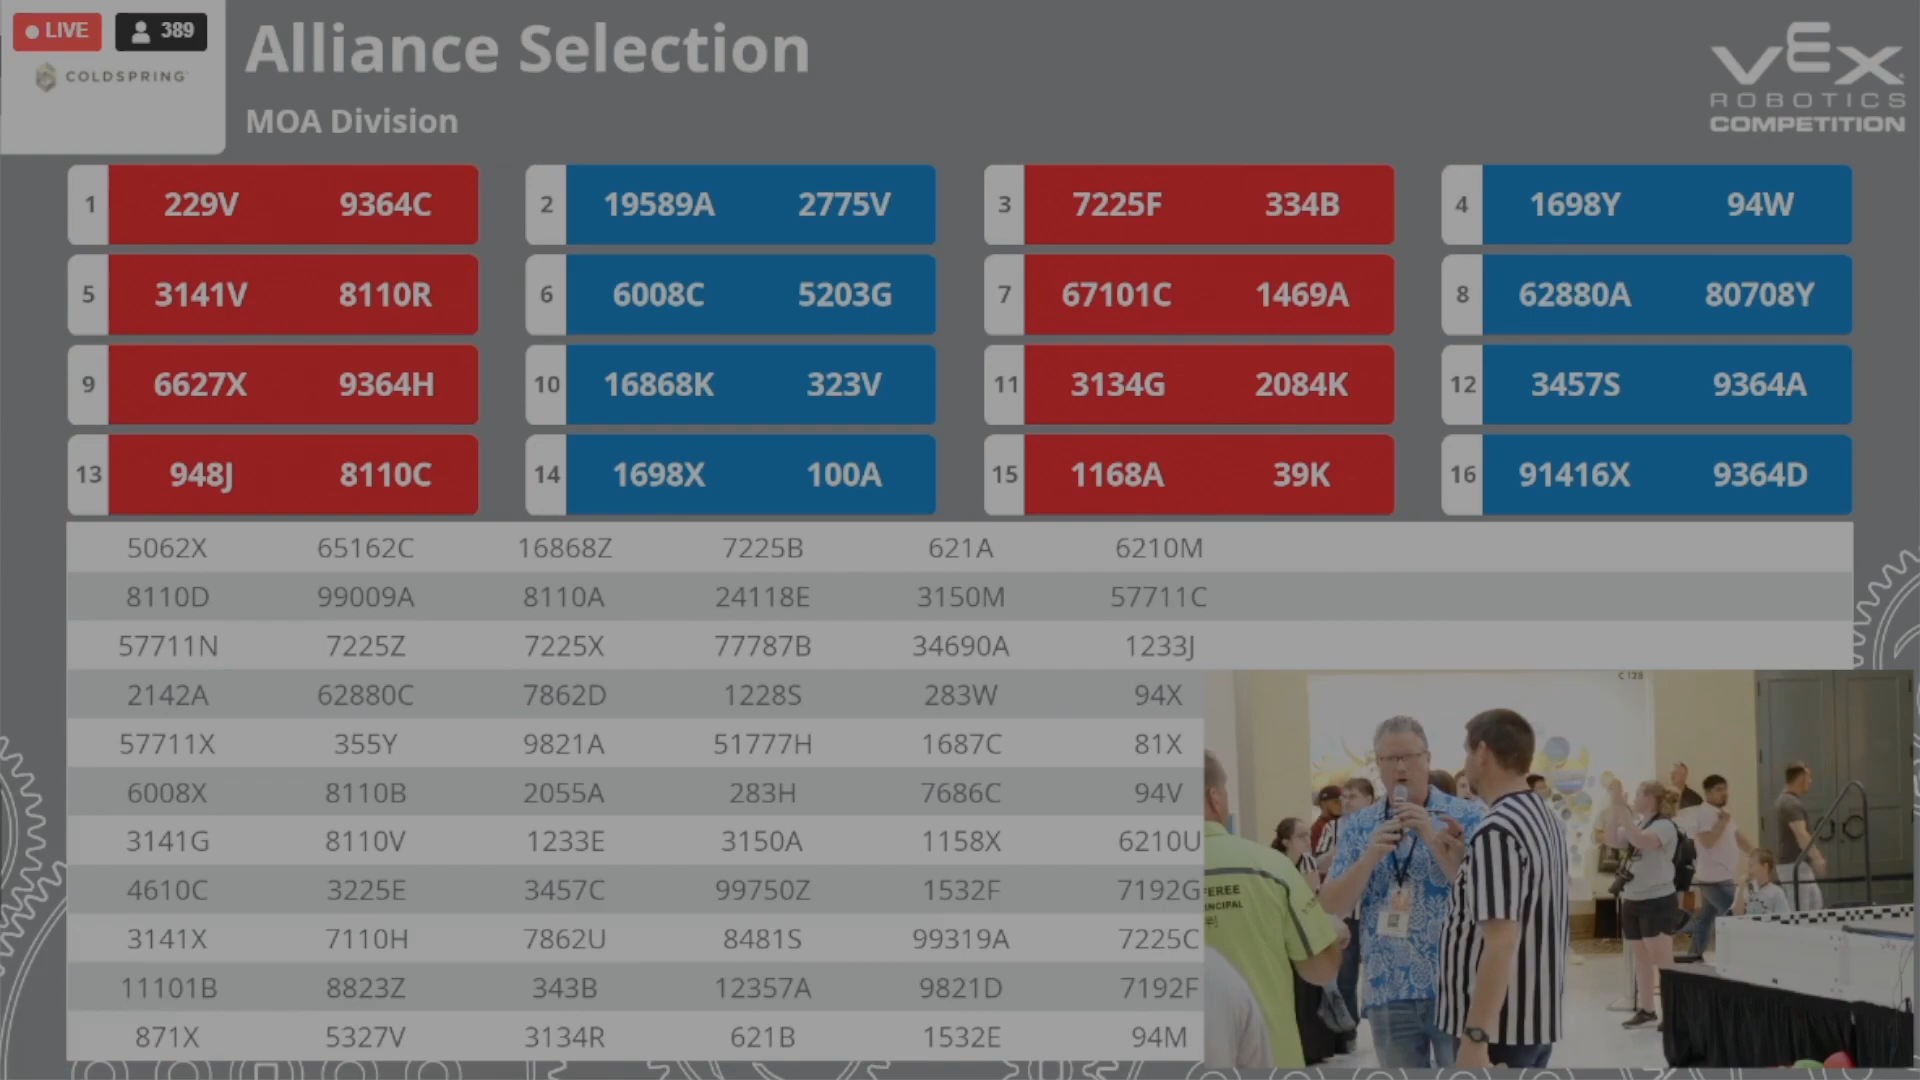 LIVE 389
COLDSPRING
Alliance Selection
MOA Division
VEX
ROBOTICS
COMPETITION
1 229V 9364C 2 19589A 2775V 3 7225F 334B 4 1698Y 94W
5 3141V 8110R 6 6008C 5203G 7 67101C 1469A 8 62880A 80708Y
9 6627X 9364H 10 16868K 323V 11 3134G 2084K 12 3457S 9364A
13 948J 8110C 14 1698X 100A 15 1168A 39K 16 91416X 9364D
5062X 65162C 16868Z 7225B 621A 6210M
8110D 99009A 8110A 24118E 3150M 57711C
57711N 7225Z 7225X 77787B 34690A 1233J
2142A 62880C 7862D 1228S 283W 94X
57711X 355Y 9821A 51777H 1687C 81X
6008X 8110B 2055A 283H 7686C 94V
3141G 8110V 1233E 3150A 1158X 6210U
4610C 3225E 3457C 99750Z 1532F 7192G
3141X 7110H 7862U 8481S 99319A 7225C
11101B 8823Z 343B 12357A 9821D 7192F
871X 5327V 3134R 621B 1532E 94M
C 128
FEREE
NCIPAL